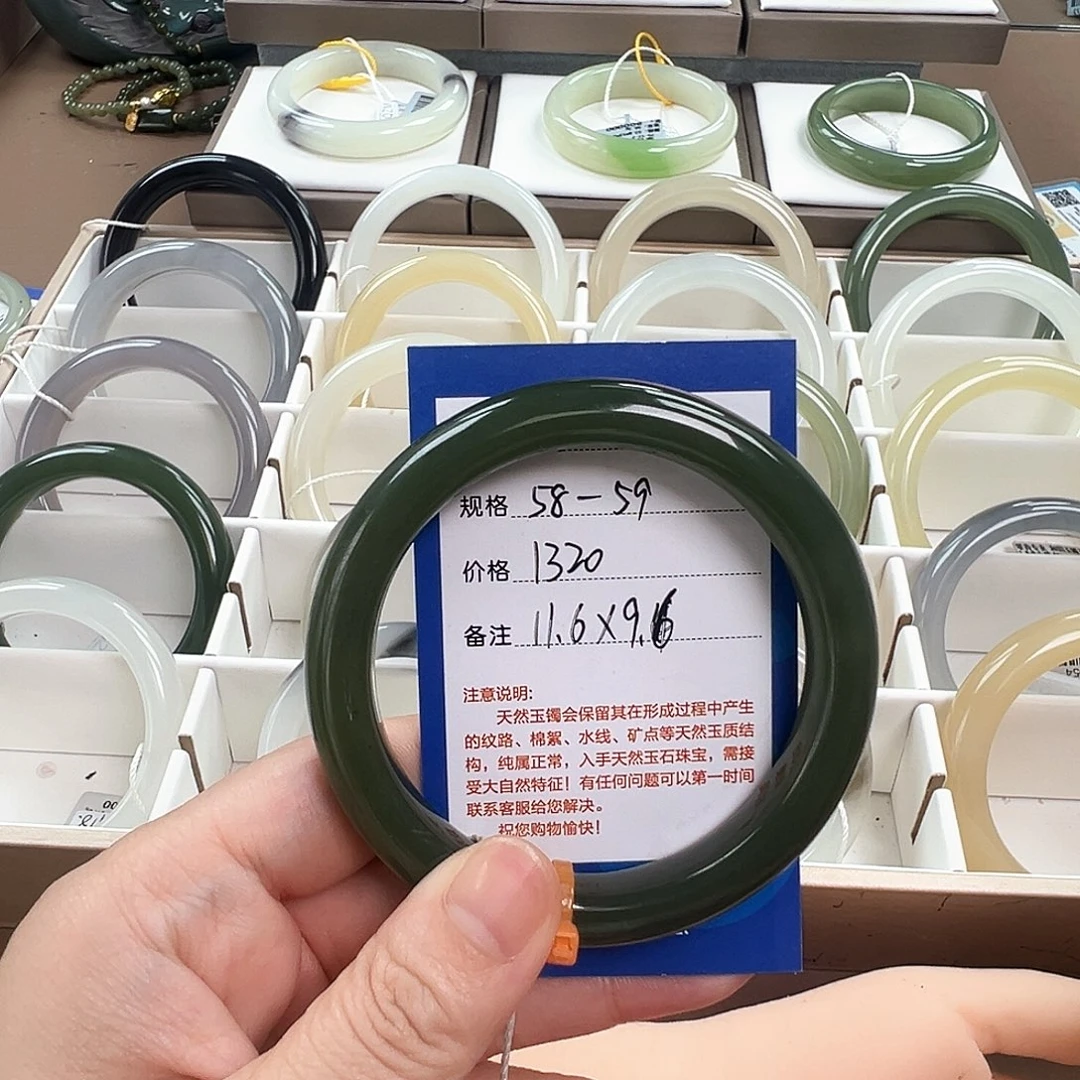 规格 58-59
价格 1320
备注 11.6×9.6
注意说明:
天然玉镯会保留其在形成过程中产生
的纹路、棉絮、水线、矿点等天然玉质结
构，纯属正常，入手天然玉石珠宝，需接
受大自然特征！有任何问题可以第一时间
联系客服给您解决。
祝您购物愉快！